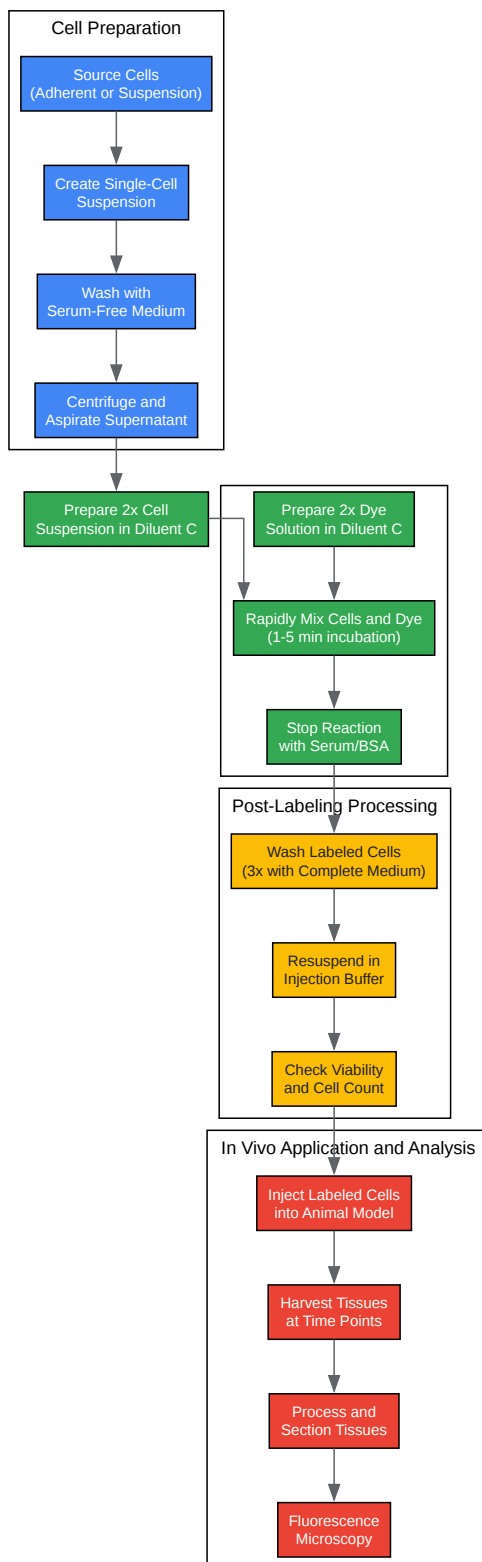 Cell Preparation
Source Cells
(Adherent or Suspension)
Create Single-Cell
Suspension
Wash with
Serum-Free Medium
Centrifuge and
Aspirate Supernatant
Prepare 2x Cell
Suspension in Diluent C
Prepare 2x Dye
Solution in Diluent C
Rapidly Mix Cells and Dye
(1-5 min incubation)
Stop Reaction
with Serum/BSA
Post-Labeling Processing
Wash Labeled Cells
(3x with Complete Medium)
Resuspend in
Injection Buffer
Check Viability
and Cell Count
In Vivo Application and Analysis
Inject Labeled Cells
into Animal Model
Harvest Tissues
at Time Points
Process and
Section Tissues
Fluorescence
Microscopy